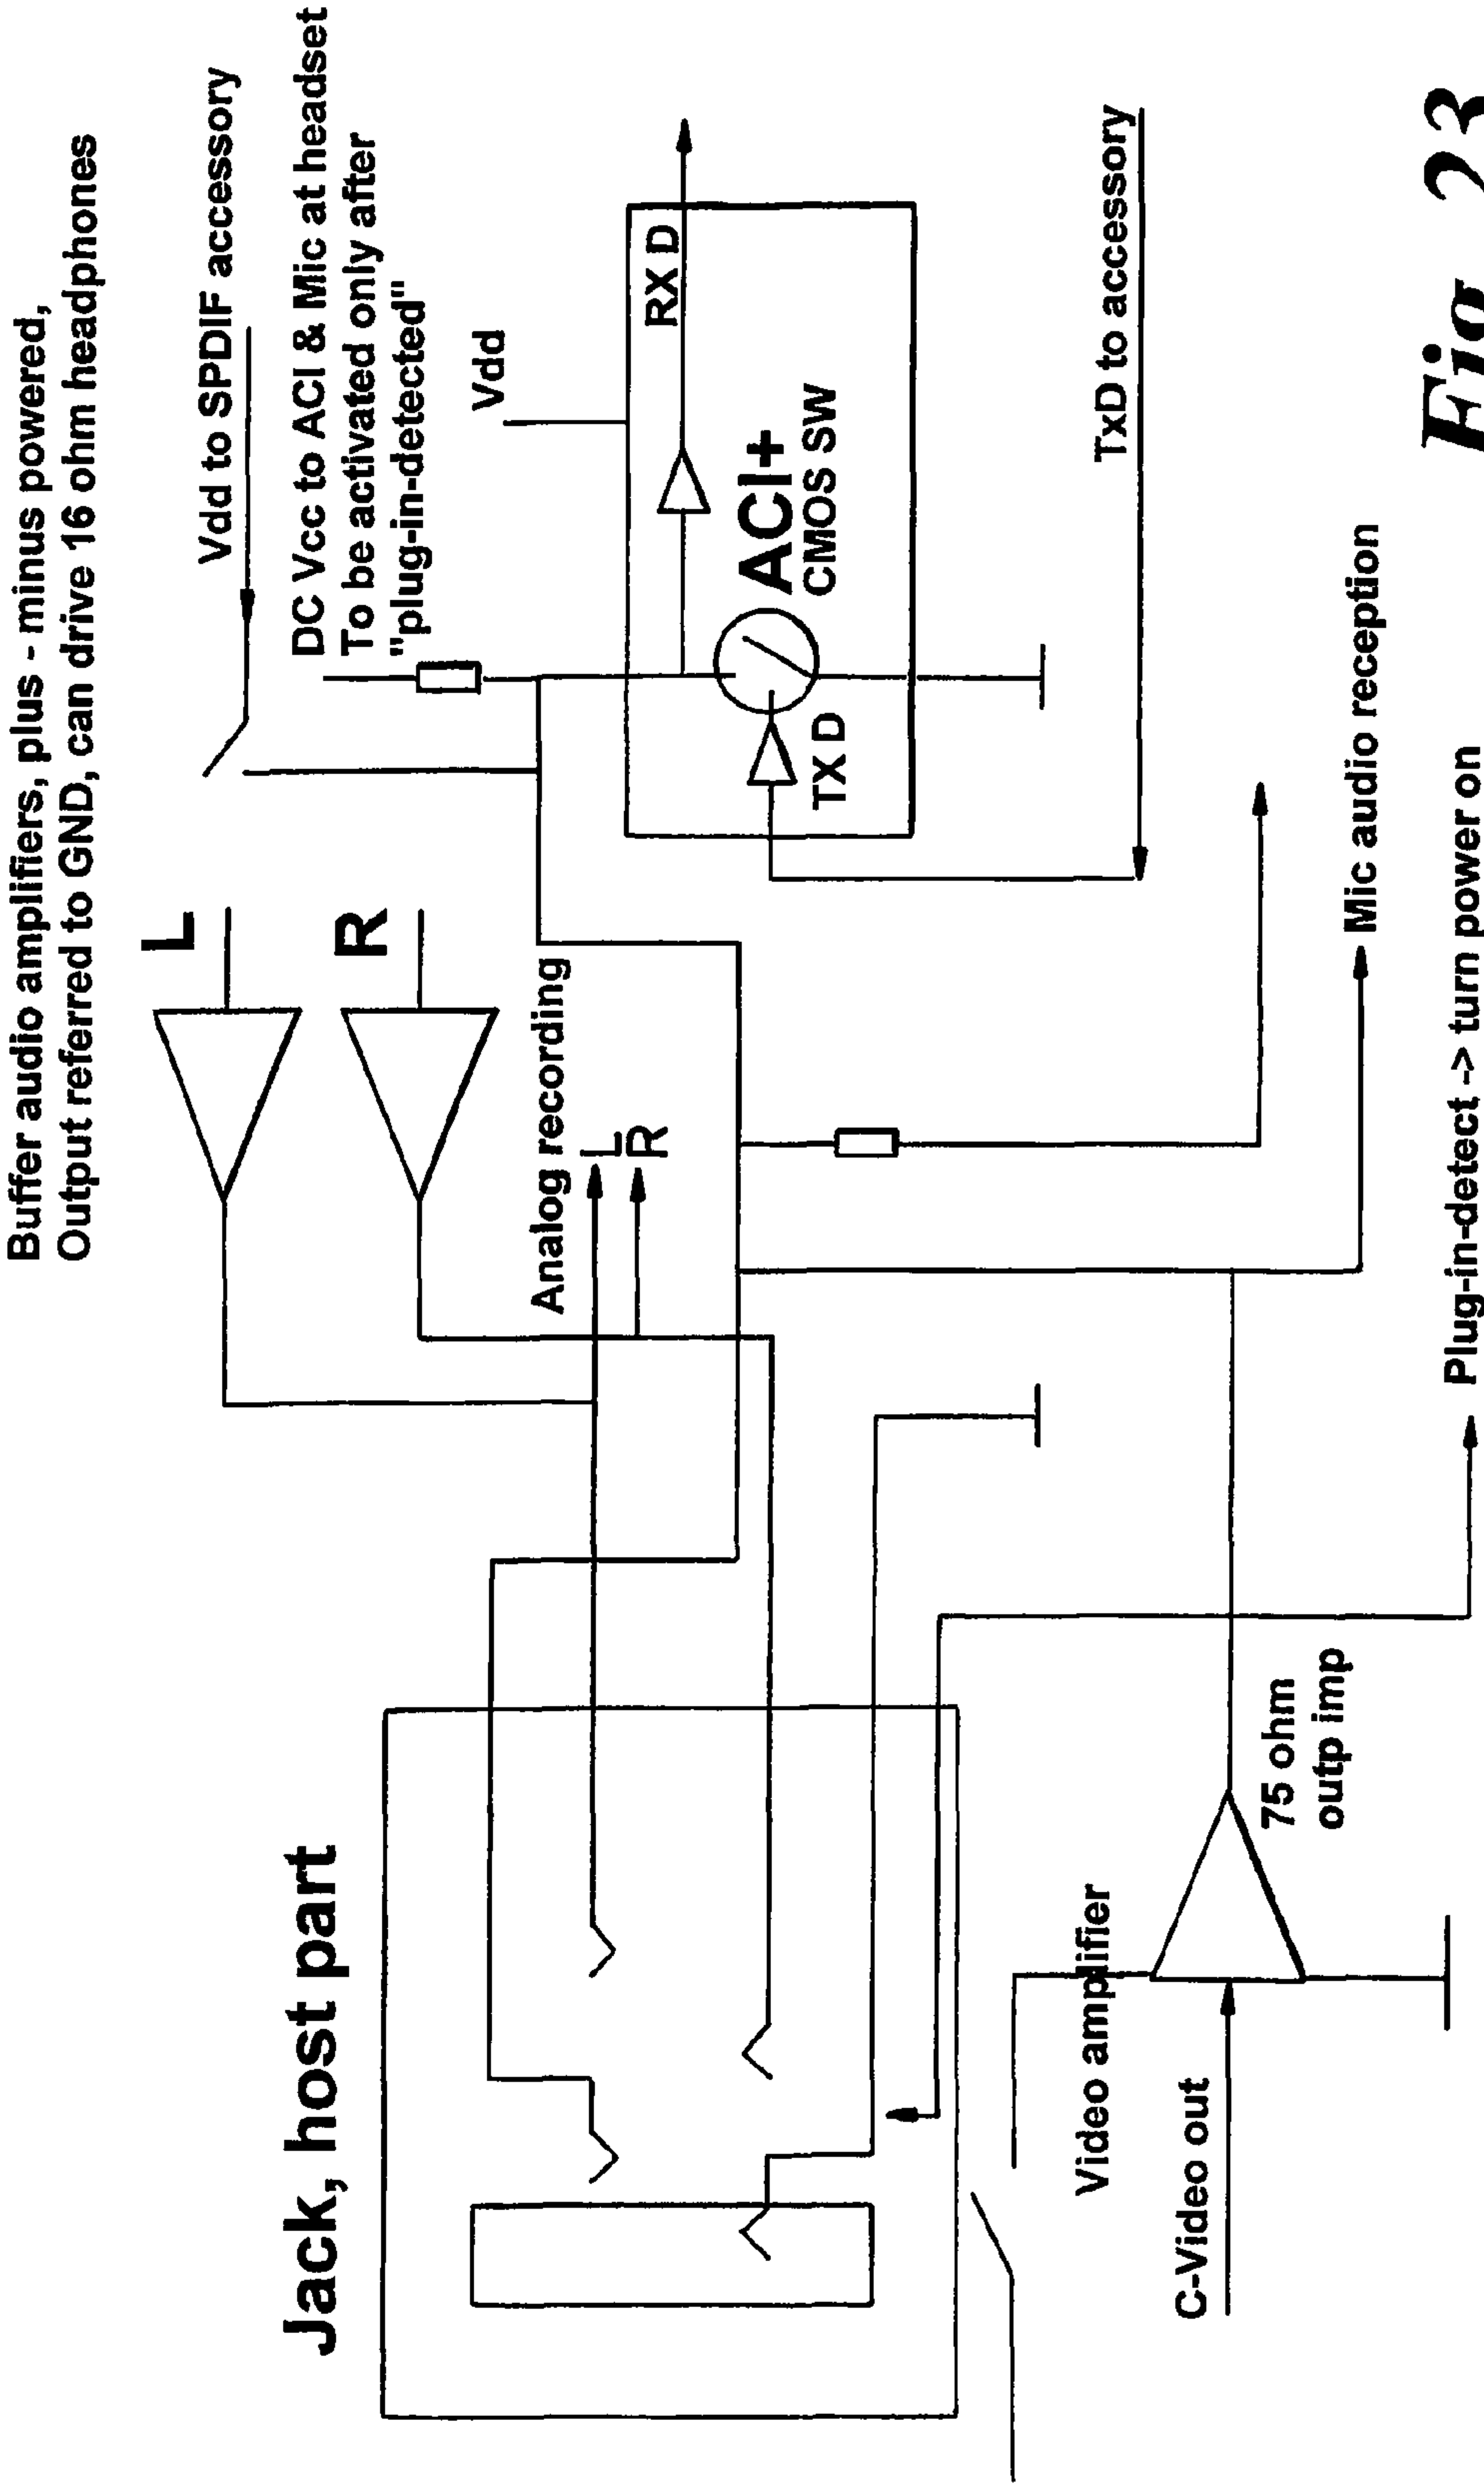 Buffer audio amplifiers, plus - minus powered,
Output referred to GND, can drive 16 ohm headphones
Vdd to SPDIF accessory
L
R
DC Vcc to ACI & Mic at headset
To be activated only after
"plug-in-detected"
Jack, host part
Vdd
Analog recording
L
R
RX D
ACI+
CMOS SW
TX D
TxD to accessory
Video amplifier
C-Video out
75 ohm
outp imp
Mic audio reception
Plug-in-detect -> turn power on
Fig. 23